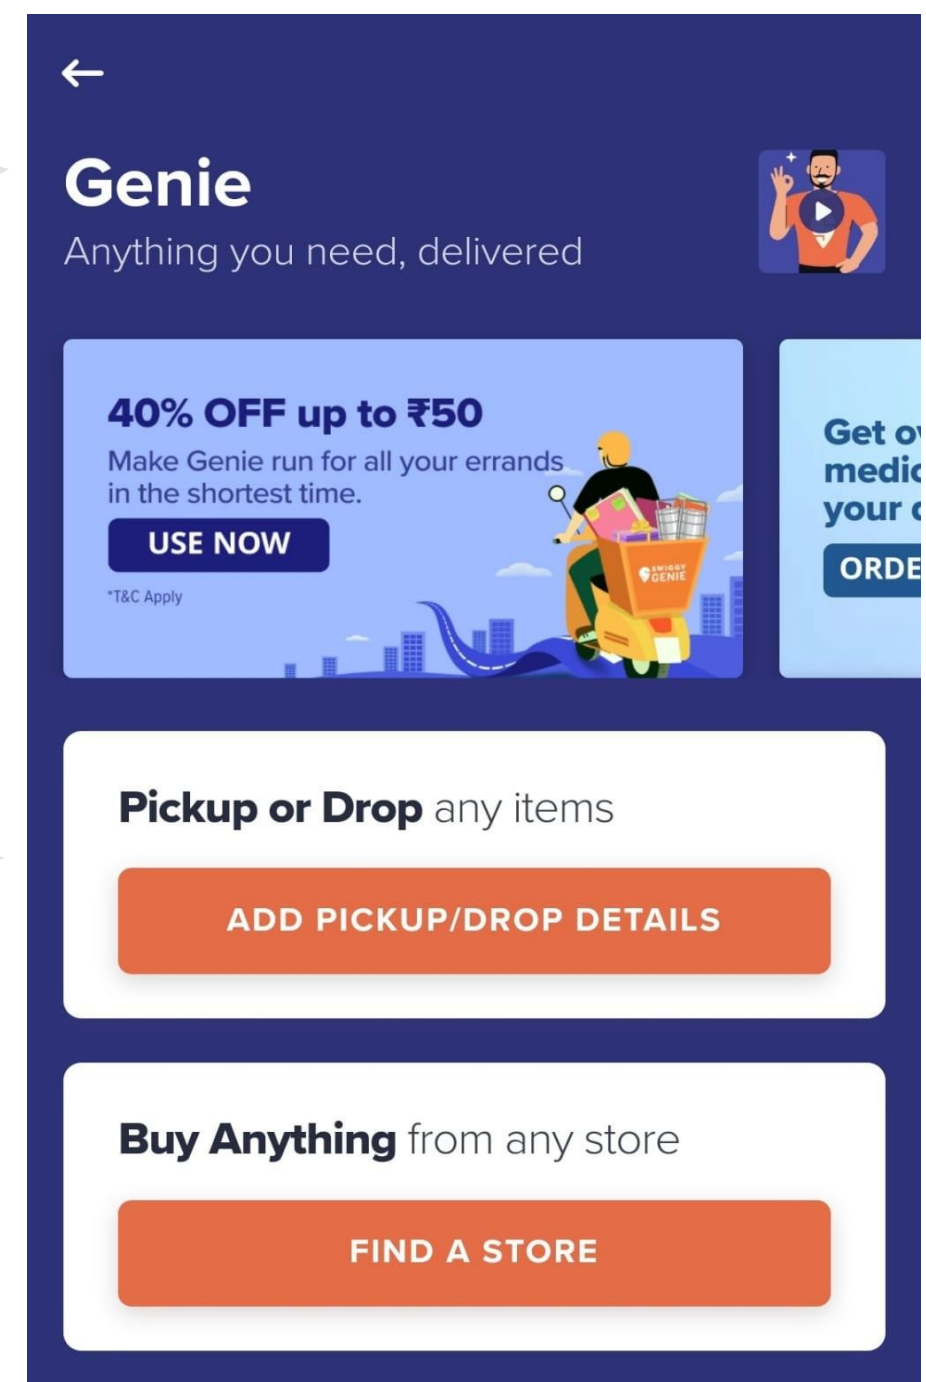 Genie
Anything you need, delivered
40% OFF up to ₹50
Make Genie run for all your errands
in the shortest time.
USE NOW
*T&C Apply
SWIGGY
GENIE
Get
your
Pickup or Drop any items
ADD PICKUP/DROP DETAILS
Buy Anything from any store
FIND A STORE